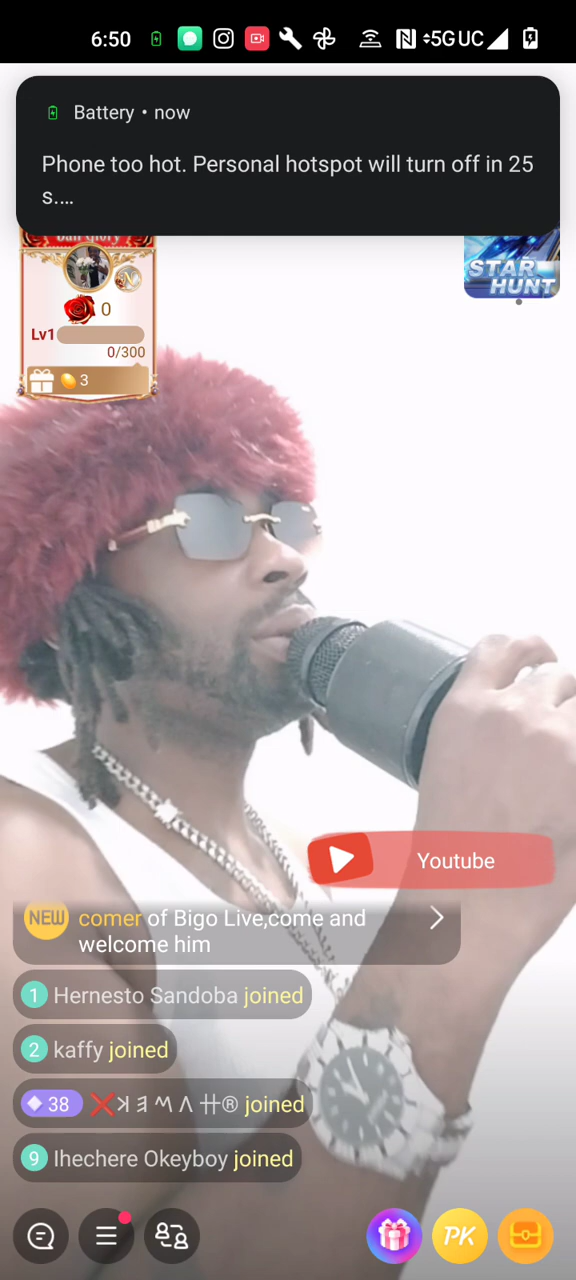 6:50
5G UC
Battery • now
Phone too hot. Personal hotspot will turn off in 25
s....
STAR
HUNT
0
Lv1
0/300
3
Youtube
NEW comer of Bigo Live,come and
welcome him
1 Hernesto Sandoba joined
2 kaffy joined
38 joined
9 Ihechere Okeyboy joined
PK